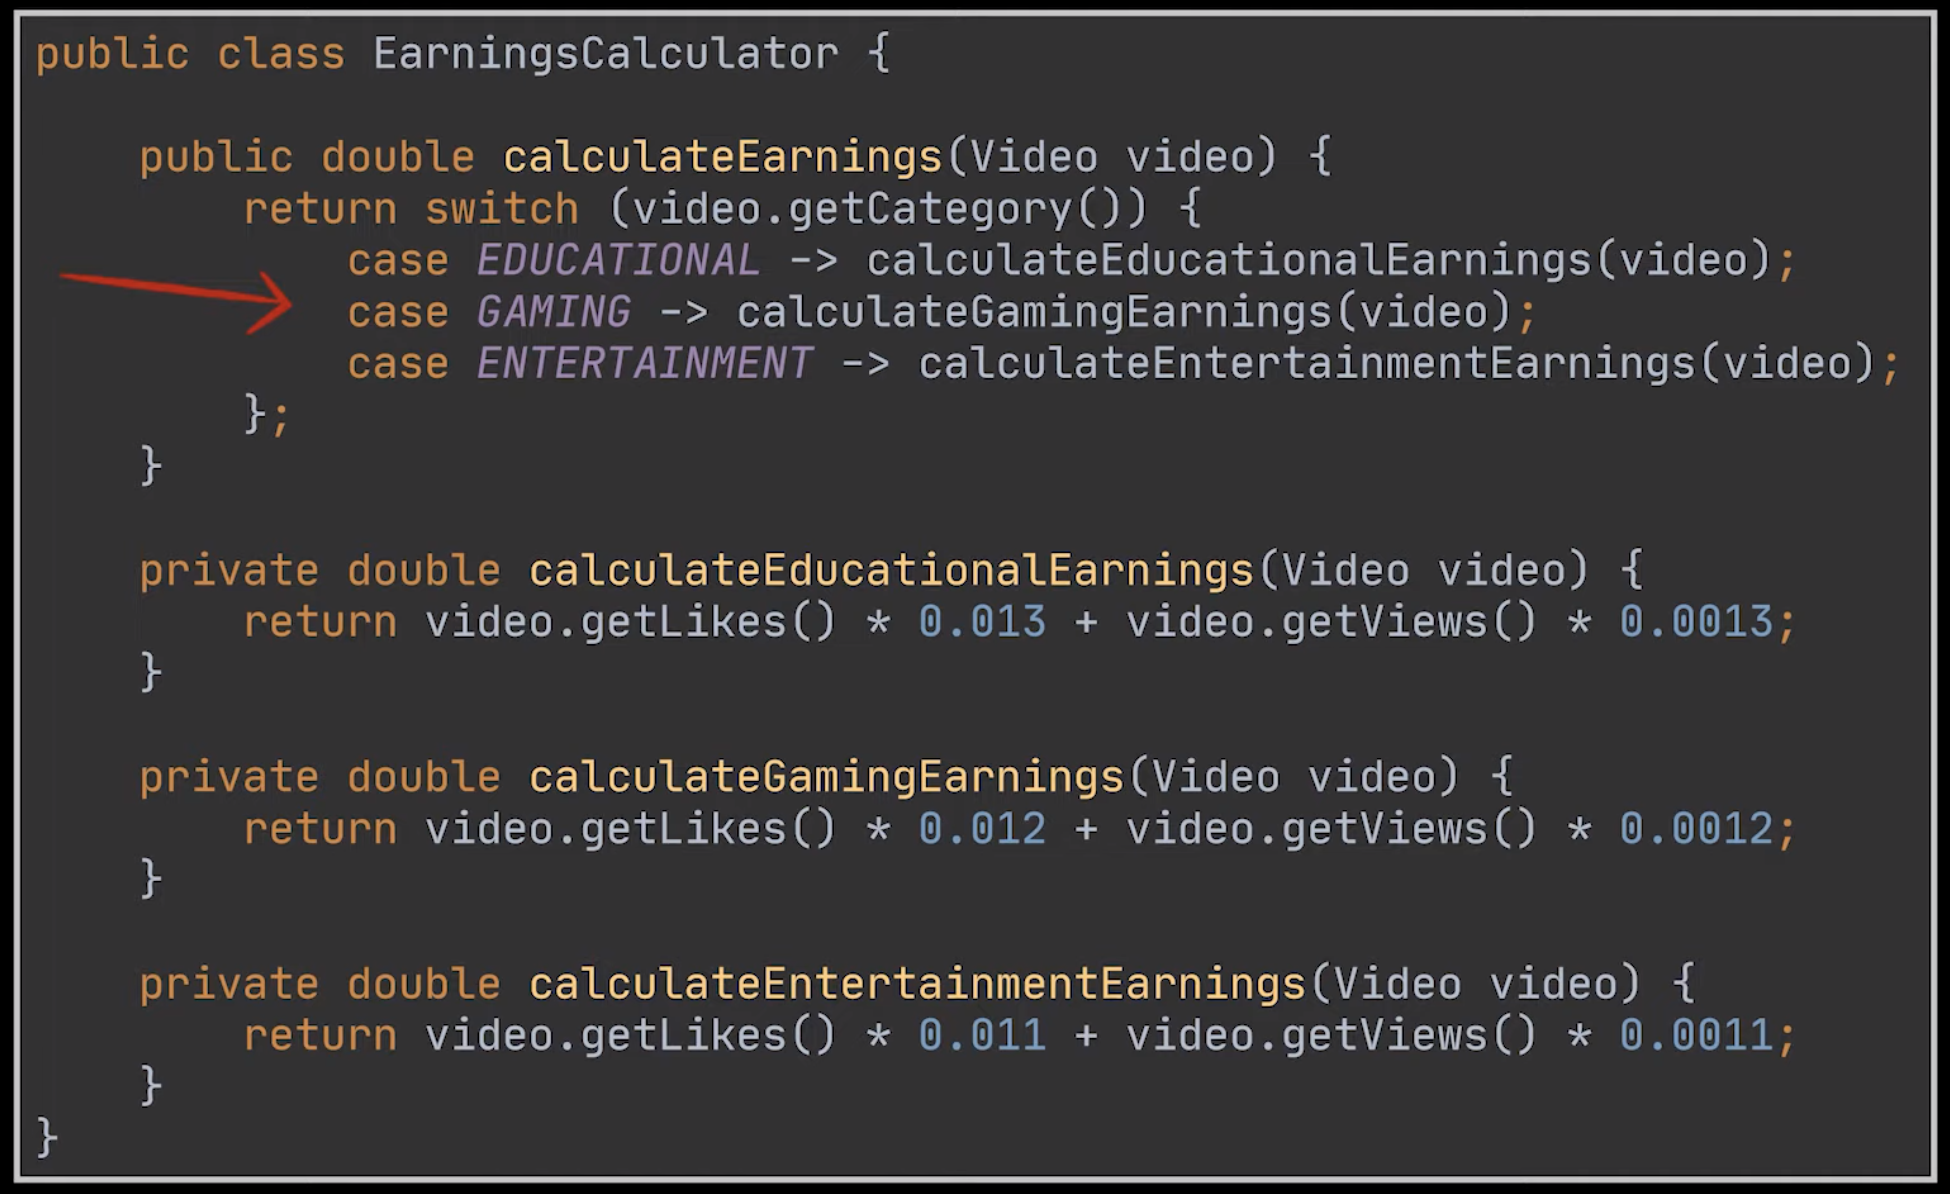 public class EarningsCalculator {
public double calculateEarnings(Video video) {
return switch (video.getCategory()) {
case EDUCATIONAL -> calculateEducationalEarnings(video);
case GAMING -> calculateGamingEarnings(video);
case ENTERTAINMENT -> calculateEntertainmentEarnings(video);
};
}
private double calculateEducationalEarnings(Video video) {
return video.getLikes() * 0.013 + video.getViews() * 0.0013;
}
private double calculateGamingEarnings(Video video) {
return video.getLikes() * 0.012 + video.getViews() * 0.0012;
}
private double calculateEntertainmentEarnings(Video video) {
return video.getLikes() * 0.011 + video.getViews() * 0.0011;
}
}